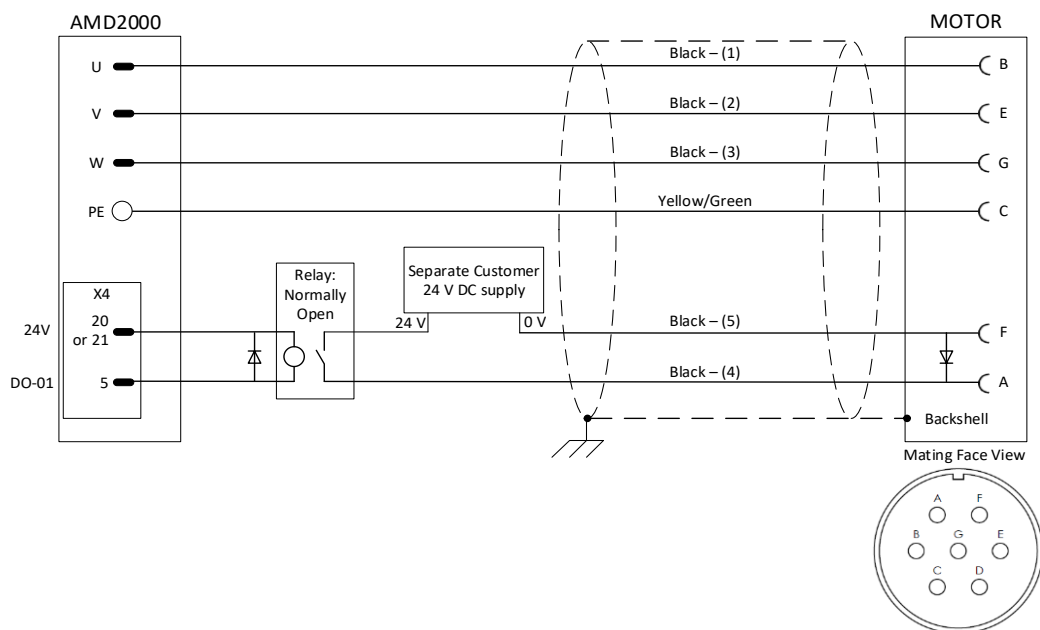 AMD2000
MOTOR
U
Black – (1)
B
V
Black – (2)
E
W
Black – (3)
G
PE
Yellow/Green
C
X4
Relay:
Normally
Open
Separate Customer
24 V DC supply
24V
20
or 21
24 V
0 V
Black – (5)
F
DO-01
5
Black – (4)
A
Backshell
Mating Face View
A
F
B
G
E
C
D